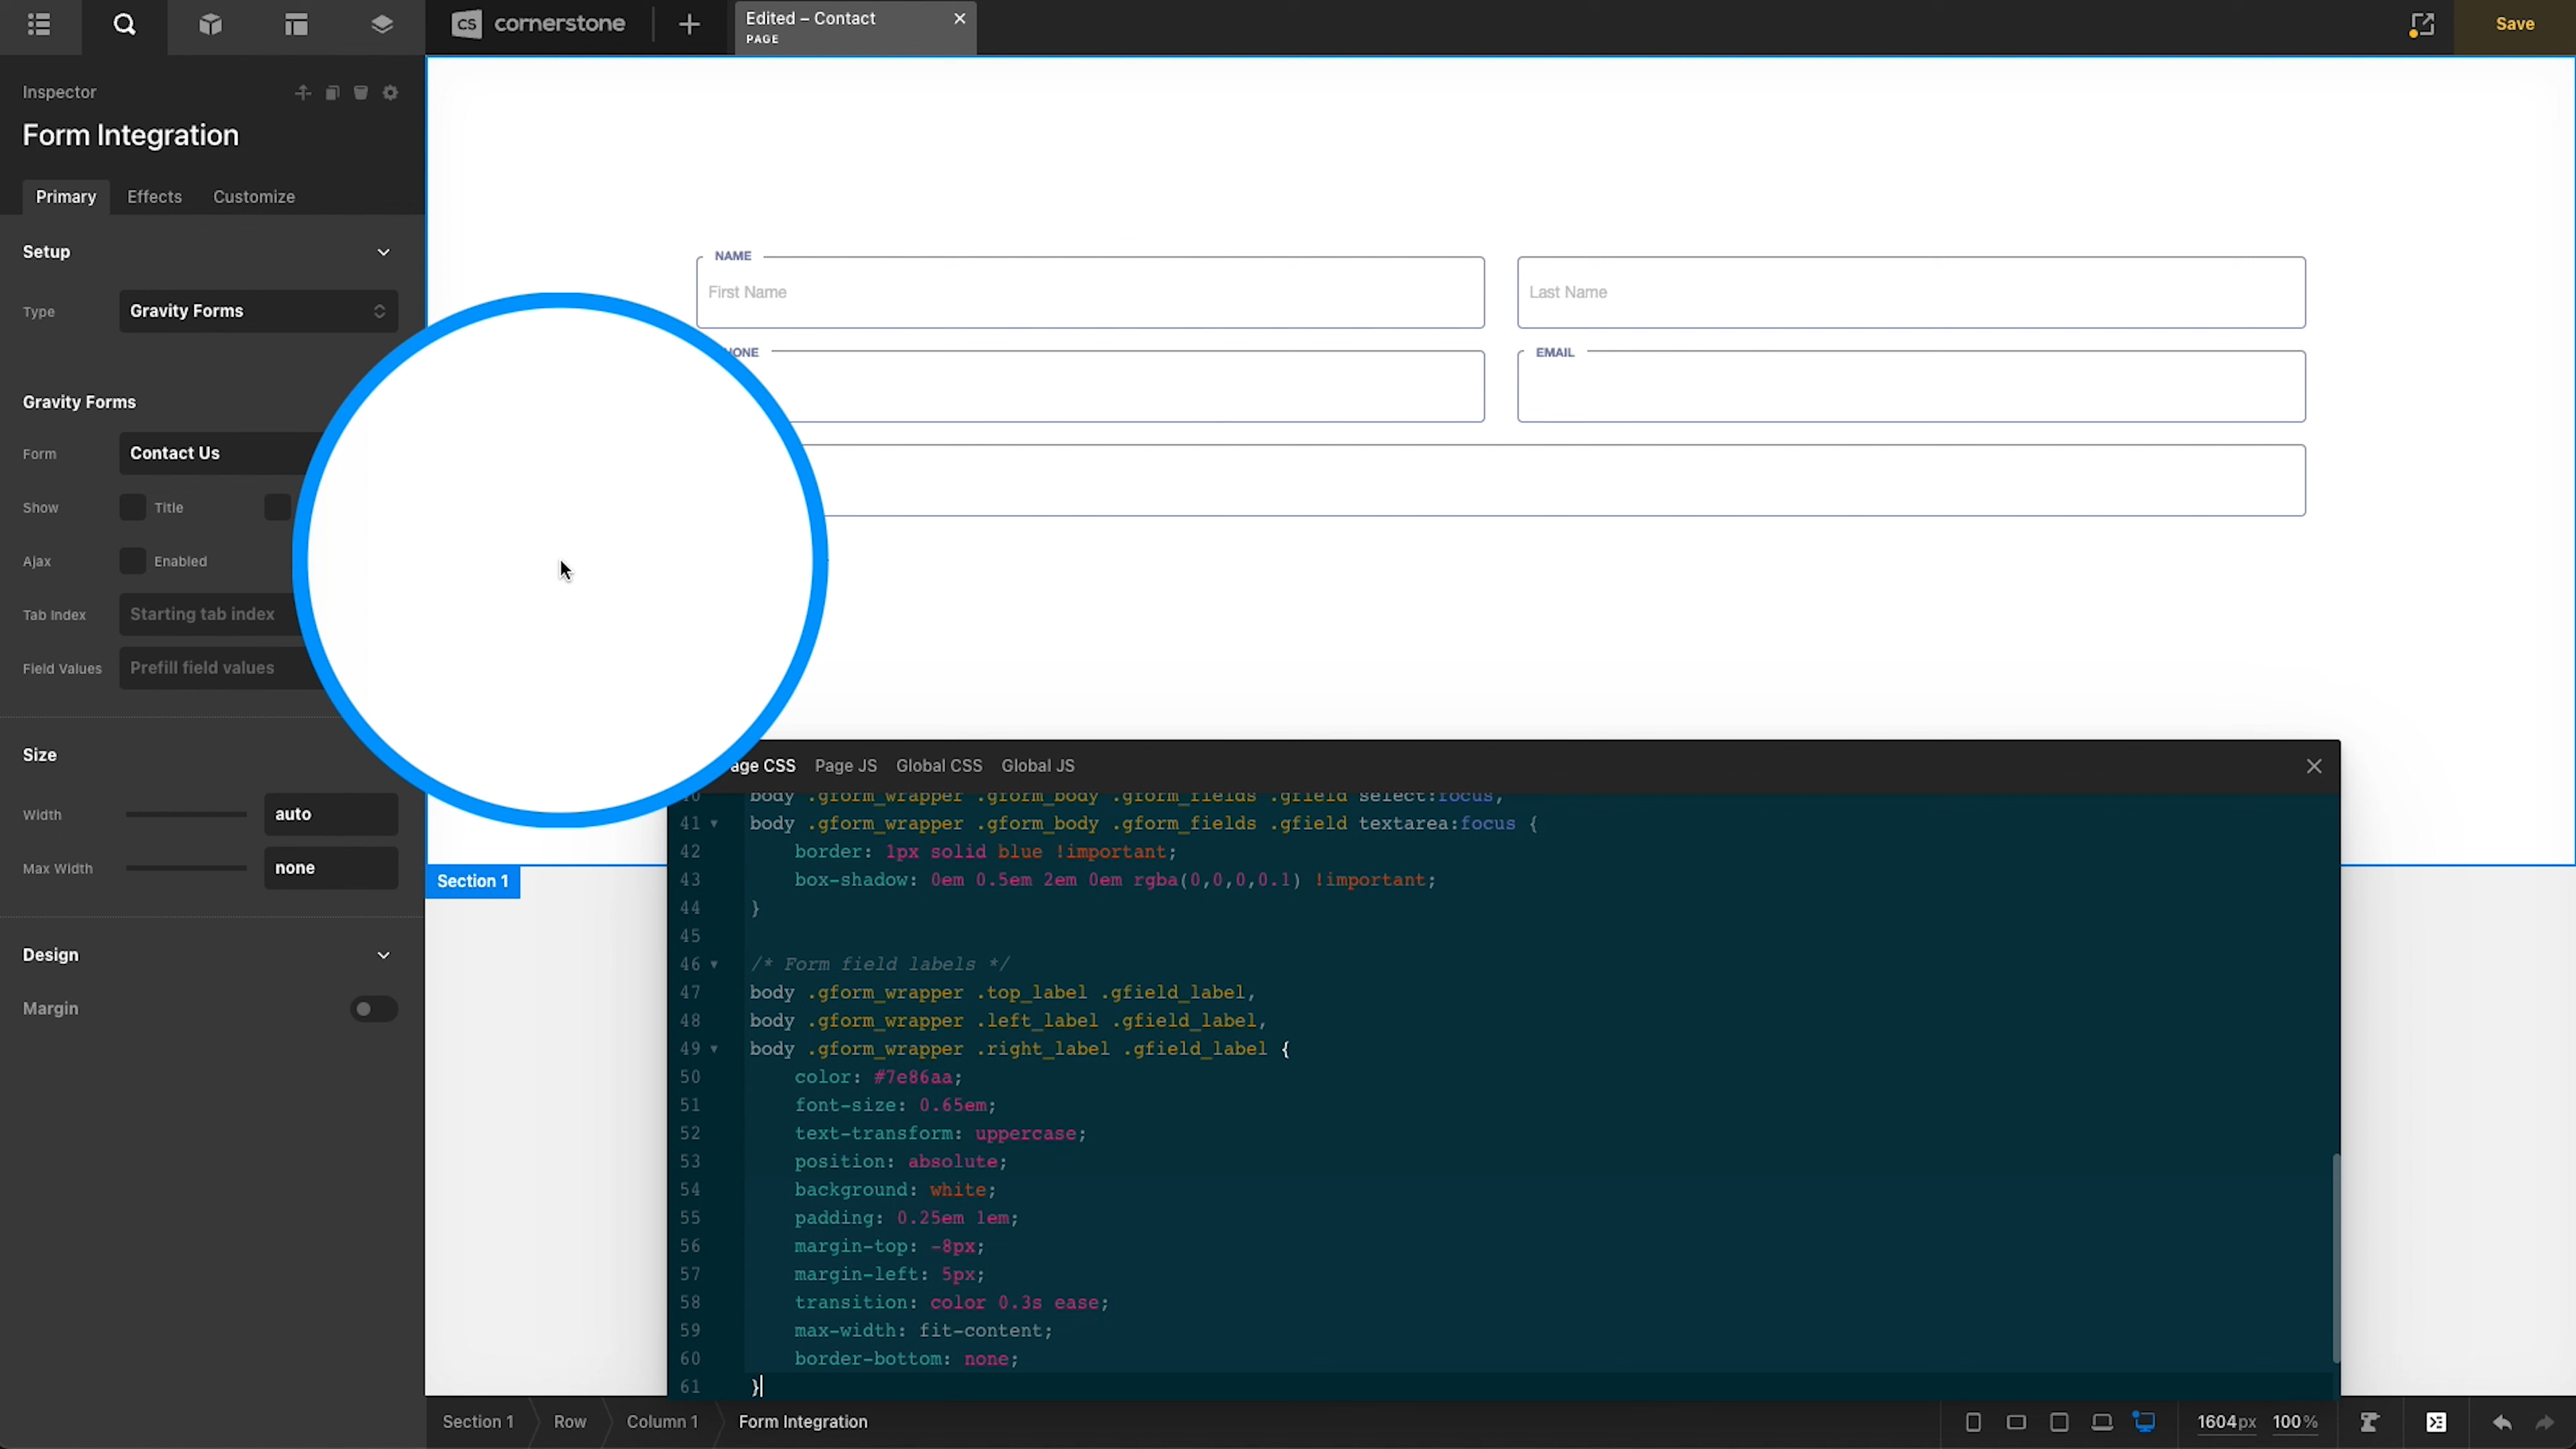 CS cornerstone
Edited – Contact
PAGE
Save
Inspector
Form Integration
Primary Effects Customize
Setup
Type Gravity Forms
Gravity Forms
Form Contact Us
Show Title
Ajax Enabled
Tab Index Starting tab index
Field Values Prefill field values
Size
Width auto
Max Width none
Design
Margin
NAME
First Name
Last Name
EMAIL
Section 1
Page JS Global CSS Global JS
body .gform_wrapper .gform_body .gform_fields .gfield select:focus,
41 body .gform_wrapper .gform_body .gform_fields .gfield textarea:focus {
42 border: 1px solid blue !important;
43 box-shadow: 0em 0.5em 2em 0em rgba(0,0,0,0.1) !important;
44 }
45
46 /* Form field labels */
47 body .gform_wrapper .top_label .gfield_label,
48 body .gform_wrapper .left_label .gfield_label,
49 body .gform_wrapper .right_label .gfield_label {
50 color: #7e86aa;
51 font-size: 0.65em;
52 text-transform: uppercase;
53 position: absolute;
54 background: white;
55 padding: 0.25em 1em;
56 margin-top: -8px;
57 margin-left: 5px;
58 transition: color 0.3s ease;
59 max-width: fit-content;
60 border-bottom: none;
61 }
Section 1 Row Column 1 Form Integration
1604px 100%